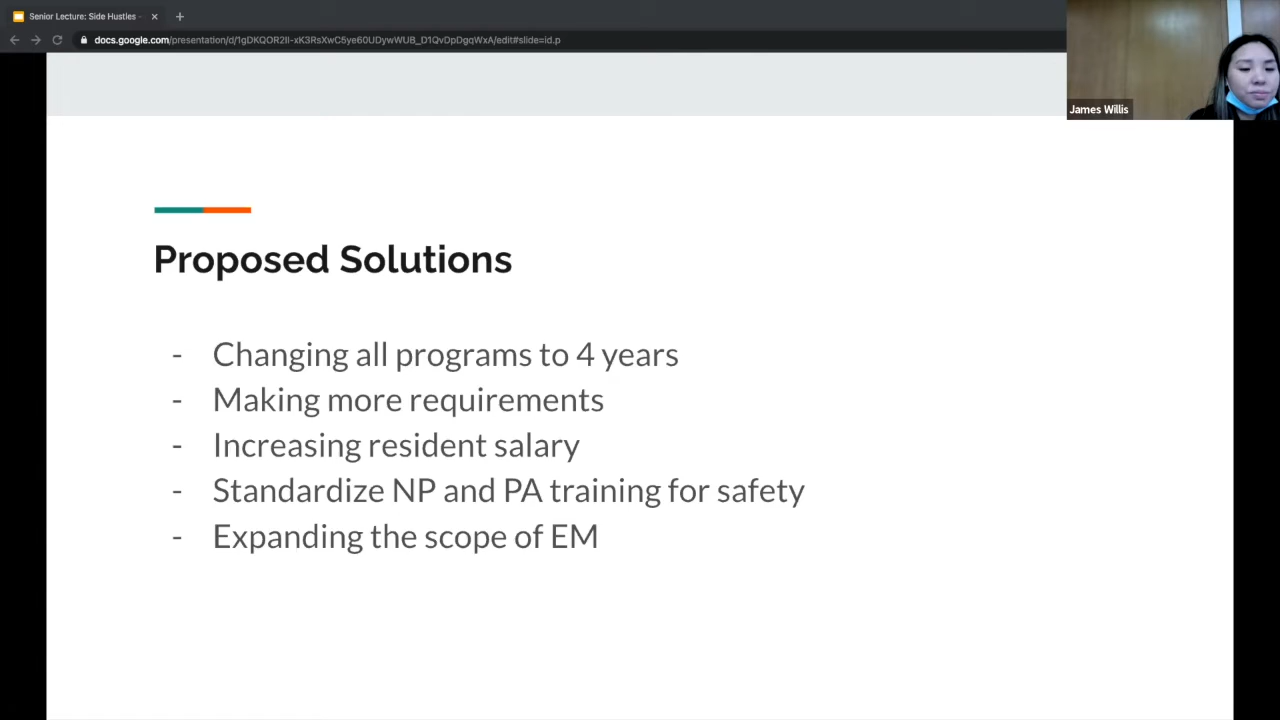 Senior Lecture: Side Hustles -
docs.google.com/presentation/d/1gDKQOR2II-xK3RsXwC5ye60UDywWUB_D1QvDpDgqWxA/edit#slide=id.p
James Willis
Proposed Solutions
- Changing all programs to 4 years
- Making more requirements
- Increasing resident salary
- Standardize NP and PA training for safety
- Expanding the scope of EM